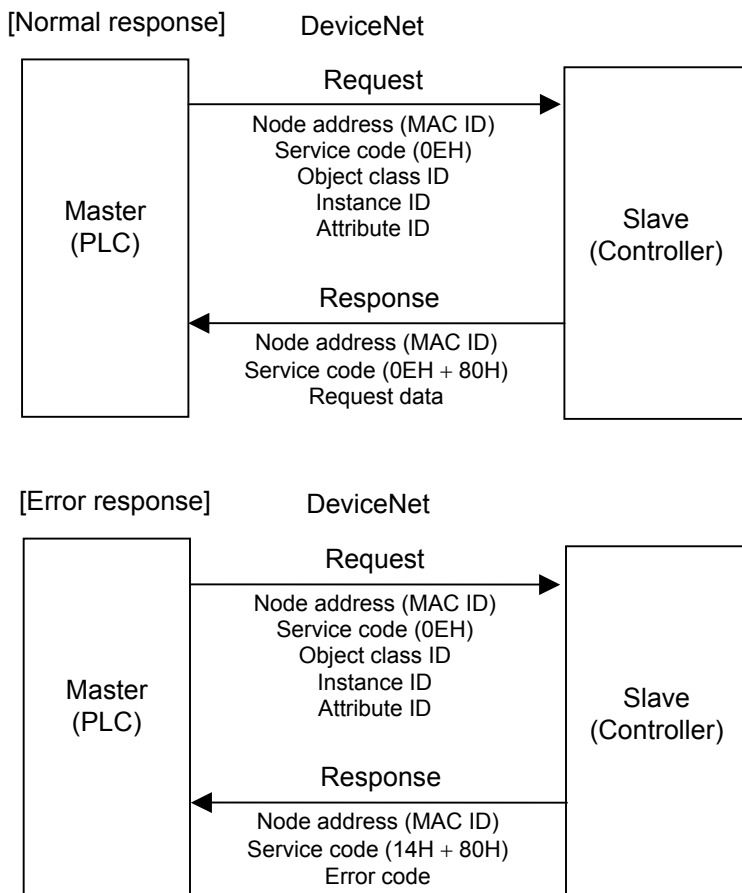 [Normal response]
DeviceNet
Request
Node address (MAC ID)
Service code (0EH)
Object class ID
Instance ID
Attribute ID
Master
(PLC)
Slave
(Controller)
Response
Node address (MAC ID)
Service code (0EH + 80H)
Request data
[Error response]
DeviceNet
Request
Node address (MAC ID)
Service code (0EH)
Object class ID
Instance ID
Attribute ID
Master
(PLC)
Slave
(Controller)
Response
Node address (MAC ID)
Service code (14H + 80H)
Error code